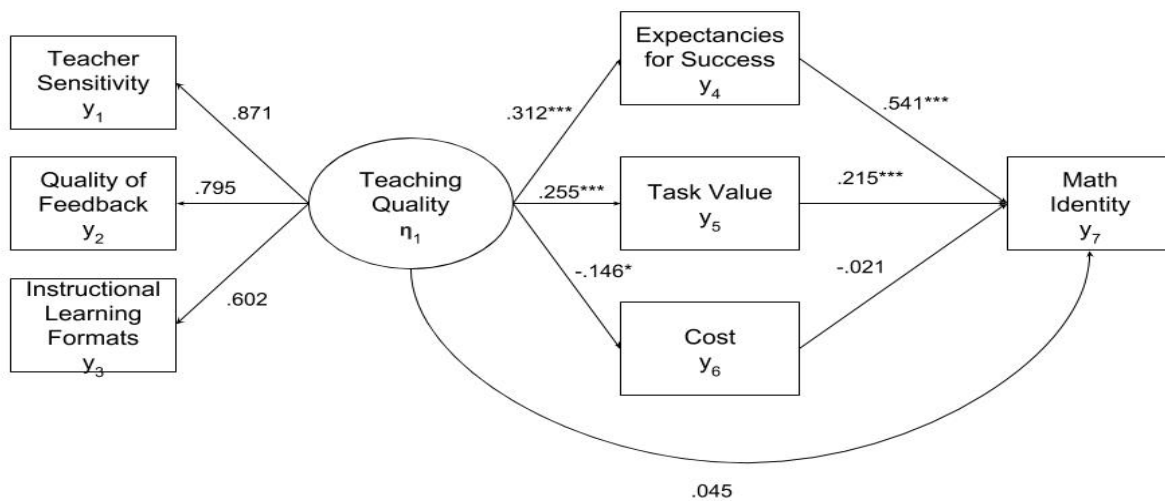 Teacher
Sensitivity
y₁
.871
Quality of
Feedback
y₂
.795
Instructional
Learning
Formats
y₃
.602
Teaching
Quality
η₁
.312***
.255***
-.146*
Expectancies
for Success
y₄
Task Value
y₅
Cost
y₆
.541***
.215***
-.021
Math
Identity
y₇
.045